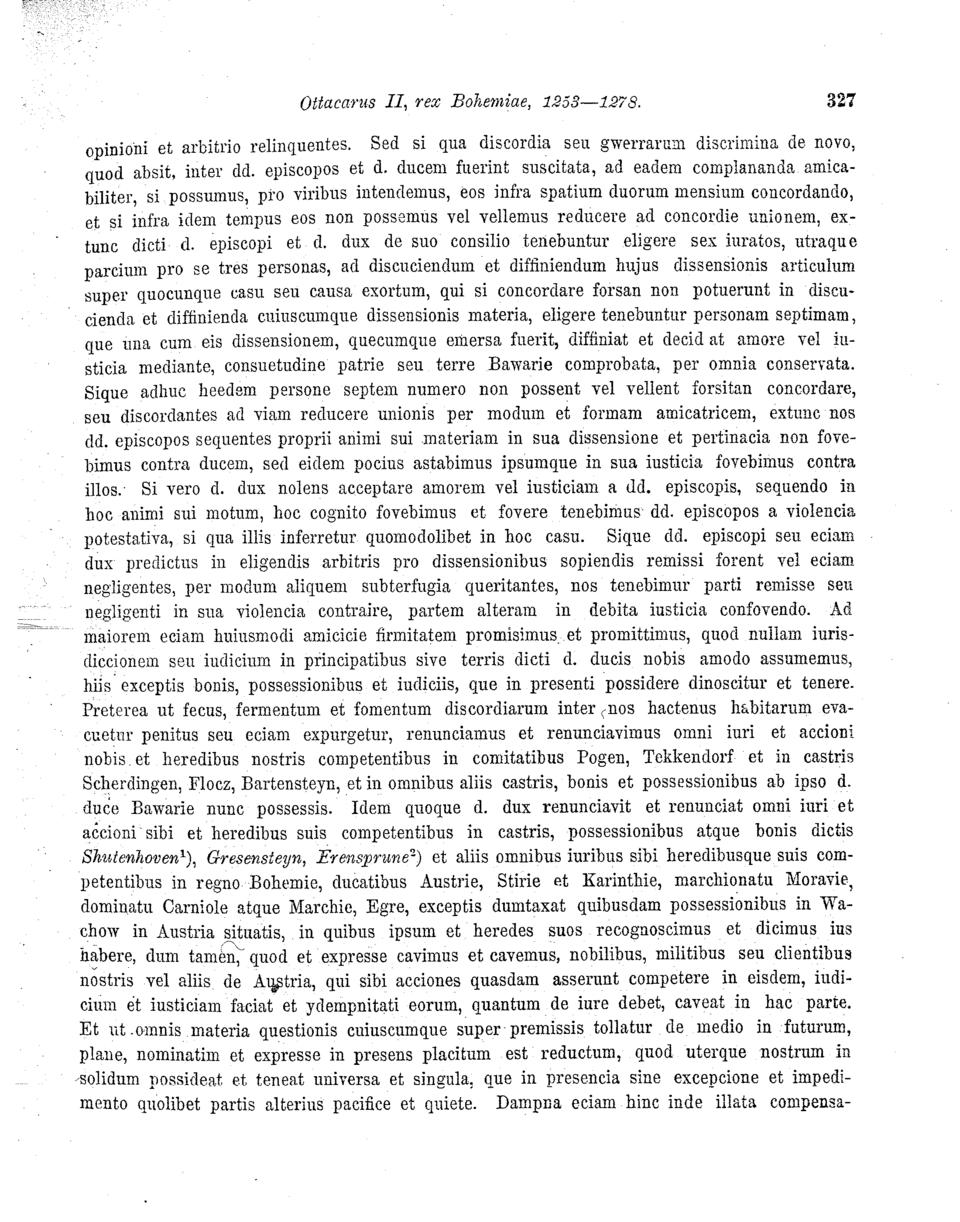 Ottacarus II, rex Bohemiae, 1253—1278. 327
opinioni et arbitrio relinquentes. Sed si qua discordia seu gwerrarum discrimina de novo,
quod absit, inter dd. episcopos et d. ducem fuerint suscitata, ad eadem complananda amica-
biliter, si possumus, pro viribus intendemus, eos infra spatium duorum mensium concordando,
et si infra idem tempus eos non possemus vel vellemus reducere ad concordie unionem, ex-
tunc dicti d. episcopi et d. dux de suo consilio tenebuntur eligere sex iuratos, utraque
parcium pro se tres personas, ad discuciendum et diffiniendum hujus dissensionis articulum
super quocunque casu seu causa exortum, qui si concordare forsan non potuerunt in discu-
cienda et diffinienda cuiuscumque dissensionis materia, eligere tenebuntur personam septimam,
que una cum eis dissensionem, quecumque emersa fuerit, diffiniat et decid at amore vel iu-
sticia mediante, consuetudine patrie seu terre Bawarie comprobata, per omnia conservata.
Sique adhuc heedem persone septem numero non possent vel vellent forsitan concordare,
seu discordantes ad viam reducere unionis per modum et formam amicatricem, extunc nos
dd. episcopos sequentes proprii animi sui materiam in sua dissensione et pertinacia non fove-
bimus contra ducem, sed eidem pocius astabimus ipsumque in sua iusticia fovebimus contra
illos. Si vero d. dux nolens acceptare amorem vel iusticiam a dd. episcopis, sequendo in
hoc animi sui motum, hoc cognito fovebimus et fovere tenebimus dd. episcopos a violencia
potestativa, si qua illis inferretur quomodolibet in hoc casu. Sique dd. episcopi seu eciam
dux predictus in eligendis arbitris pro dissensionibus sopiendis remissi forent vel eciam
negligentes, per modum aliquem subterfugia queritantes, nos tenebimur parti remisse seu
negligenti in sua violencia contraire, partem alteram in debita iusticia confovendo. Ad
maiorem eciam huiusmodi amicicie firmitatem promisimus et promittimus, quod nullam iuris-
diccionem seu iudicium in principatibus sive terris dicti d. ducis nobis amodo assumemus,
hiis exceptis bonis, possessionibus et iudiciis, que in presenti possidere dinoscitur et tenere.
Preterea ut fecus, fermentum et fomentum discordiarum inter nos hactenus habitarum eva-
cuetur penitus seu eciam expurgetur, renunciamus et renunciavimus omni iuri et accioni
nobis et heredibus nostris competentibus in comitatibus Pogen, Tekkendorf et in castris
Scherdingen, Flocz, Bartensteyn, et in omnibus aliis castris, bonis et possessionibus ab ipso d.
duce Bawarie nunc possessis. Idem quoque d. dux renunciavit et renunciat omni iuri et
accioni sibi et heredibus suis competentibus in castris, possessionibus atque bonis dictis
Shutenhoven¹), Gresensteyn, Erensprune²) et aliis omnibus iuribus sibi heredibusque suis com-
petentibus in regno Bohemie, ducatibus Austrie, Stirie et Karinthie, marchionatu Moravie,
dominatu Carniole atque Marchie, Egre, exceptis dumtaxat quibusdam possessionibus in Wa-
chow in Austria situatis, in quibus ipsum et heredes suos recognoscimus et dicimus ius
habere, dum tamen, quod et expresse cavimus et cavemus, nobilibus, militibus seu clientibus
nostris vel aliis de Austria, qui sibi acciones quasdam asserunt competere in eisdem, iudi-
cium et iusticiam faciat et ydempnitati eorum, quantum de iure debet, caveat in hac parte.
Et ut omnis materia questionis cuiuscumque super premissis tollatur de medio in futurum,
plane, nominatim et expresse in presens placitum est reductum, quod uterque nostrum in
solidum possideat et teneat universa et singula, que in presencia sine excepcione et impedi-
mento quolibet partis alterius pacifice et quiete. Dampna eciam hinc inde illata compensa-